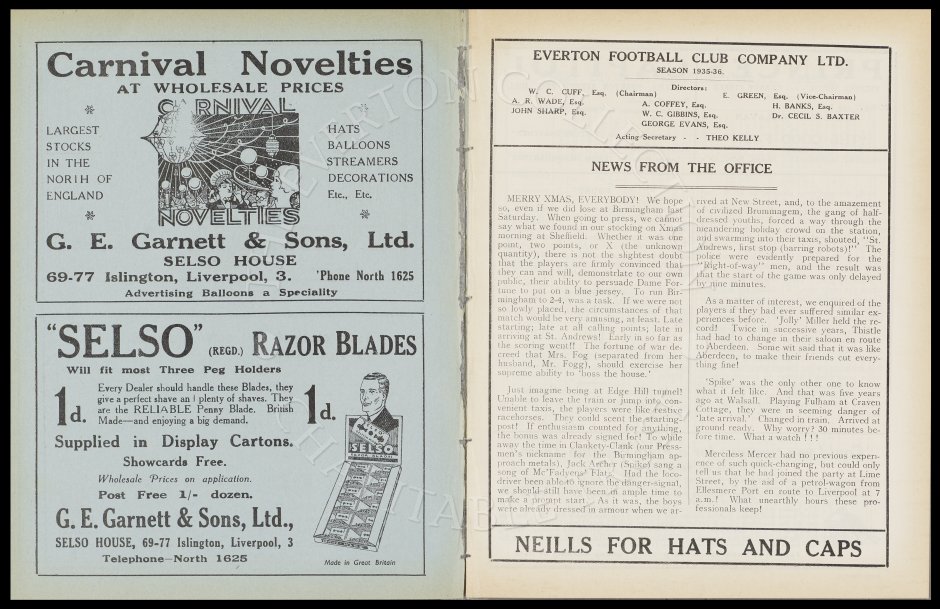 Carnival Novelties
AT WHOLESALE PRICES
CARNIVAL
NOVELTIES
LARGEST
STOCKS
IN THE
NORTH OF
ENGLAND
HATS
BALLOONS
STREAMERS
DECORATIONS
Etc., Etc.
G. E. Garnett & Sons, Ltd.
SELSO HOUSE
69-77 Islington, Liverpool, 3. 'Phone North 1625
Advertising Balloons a Speciality
"SELSO" (REGD.) RAZOR BLADES
Will fit most Three Peg Holders
1d.
Every Dealer should handle these Blades, they
give a perfect shave and plenty of shaves. They
are the RELIABLE Penny Blade. British
Made—and enjoying a big demand.
1d.
SELSO
Supplied in Display Cartons.
Showcards Free.
Wholesale Prices on application.
Post Free 1/- dozen.
G. E. Garnett & Sons, Ltd.,
SELSO HOUSE, 69-77 Islington, Liverpool, 3
Telephone—North 1625
Made in Great Britain
EVERTON FOOTBALL CLUB COMPANY LTD.
SEASON 1935-36.
Directors:
W. C. CUFF, Esq. (Chairman) E. GREEN, Esq. (Vice-Chairman)
A. R. WADE, Esq. A. COFFEY, Esq. H. BANKS, Esq.
JOHN SHARP, Esq. W. C. GIBBINS, Esq. Dr. CECIL S. BAXTER
GEORGE EVANS, Esq.
Acting Secretary - - THEO KELLY
NEWS FROM THE OFFICE
MERRY XMAS, EVERYBODY! We hope
so, even if we did lose at Birmingham last
Saturday. When going to press, we cannot
say what we found in our stocking on Xmas
morning at Sheffield. Whether it was one
point, two points, or X (the unknown
quantity), there is not the slightest doubt
that the players are firmly convinced that
they can and will, demonstrate to our own
public, their ability to persuade Dame For-
tune to put on a blue jersey. To run Bir-
mingham to 2-4, was a task. If we were not
so lowly placed, the circumstances of that
match would be very amusing, at least. Late
starting; late at all calling points; late in
arriving at St. Andrews! Early in so far as
the scoring went!! The fortune of war de-
creed that Mrs. Fog (separated from her
husband, Mr. Fogg), should exercise her
supreme ability to 'boss the house.'
Just imagine being at Edge Hill tunnel!
Unable to leave the train or jump into con-
venient taxis, the players were like restive
racehorses. They could scent the starting-
post! If enthusiasm counted for anything,
the bonus was already signed for! To while
away the time in Clankety-Clank (our Press-
men's nickname for the Birmingham ap-
proach metals), Jack Archer (Spike) sang a
song of Mc'Fadyens' Hats. Had the loco-
driver been able to ignore the danger-signal,
we should still have been in ample time to
make a prompt start. As it was, the boys
were already dressed in armour when we ar-
rived at New Street, and, to the amazement
of civilized Brummagem, the gang of half-
dressed youths, forced a way through the
meandering holiday crowd on the station,
and swarming into their taxis, shouted, "St.
Andrews, first stop (barring robots)!" The
police were evidently prepared for the
"Right-of-way" men, and the result was
that the start of the game was only delayed
by nine minutes.
As a matter of interest, we enquired of the
players if they had ever suffered similar ex-
periences before. 'Jolly' Miller held the re-
cord! Twice in successive years, Thistle
had had to change in their saloon en route
to Aberdeen. Some wit said that it was like
Aberdeen, to make their friends cut every-
thing fine!
'Spike' was the only other one to know
what it felt like. And that was five years
ago at Walsall. Playing Fulham at Craven
Cottage, they were in seeming danger of
'late arrival.' Changed in train. Arrived at
ground ready. Why worry? 30 minutes be-
fore time. What a watch ! ! !
Merciless Mercer had no previous experi-
ence of such quick-changing, but could only
tell us that he had joined the party at Lime
Street, by the aid of a petrol-wagon from
Ellesmere Port en route to Liverpool at 7
a.m.! What unearthly hours these pro-
fessionals keep!
NEILLS FOR HATS AND CAPS